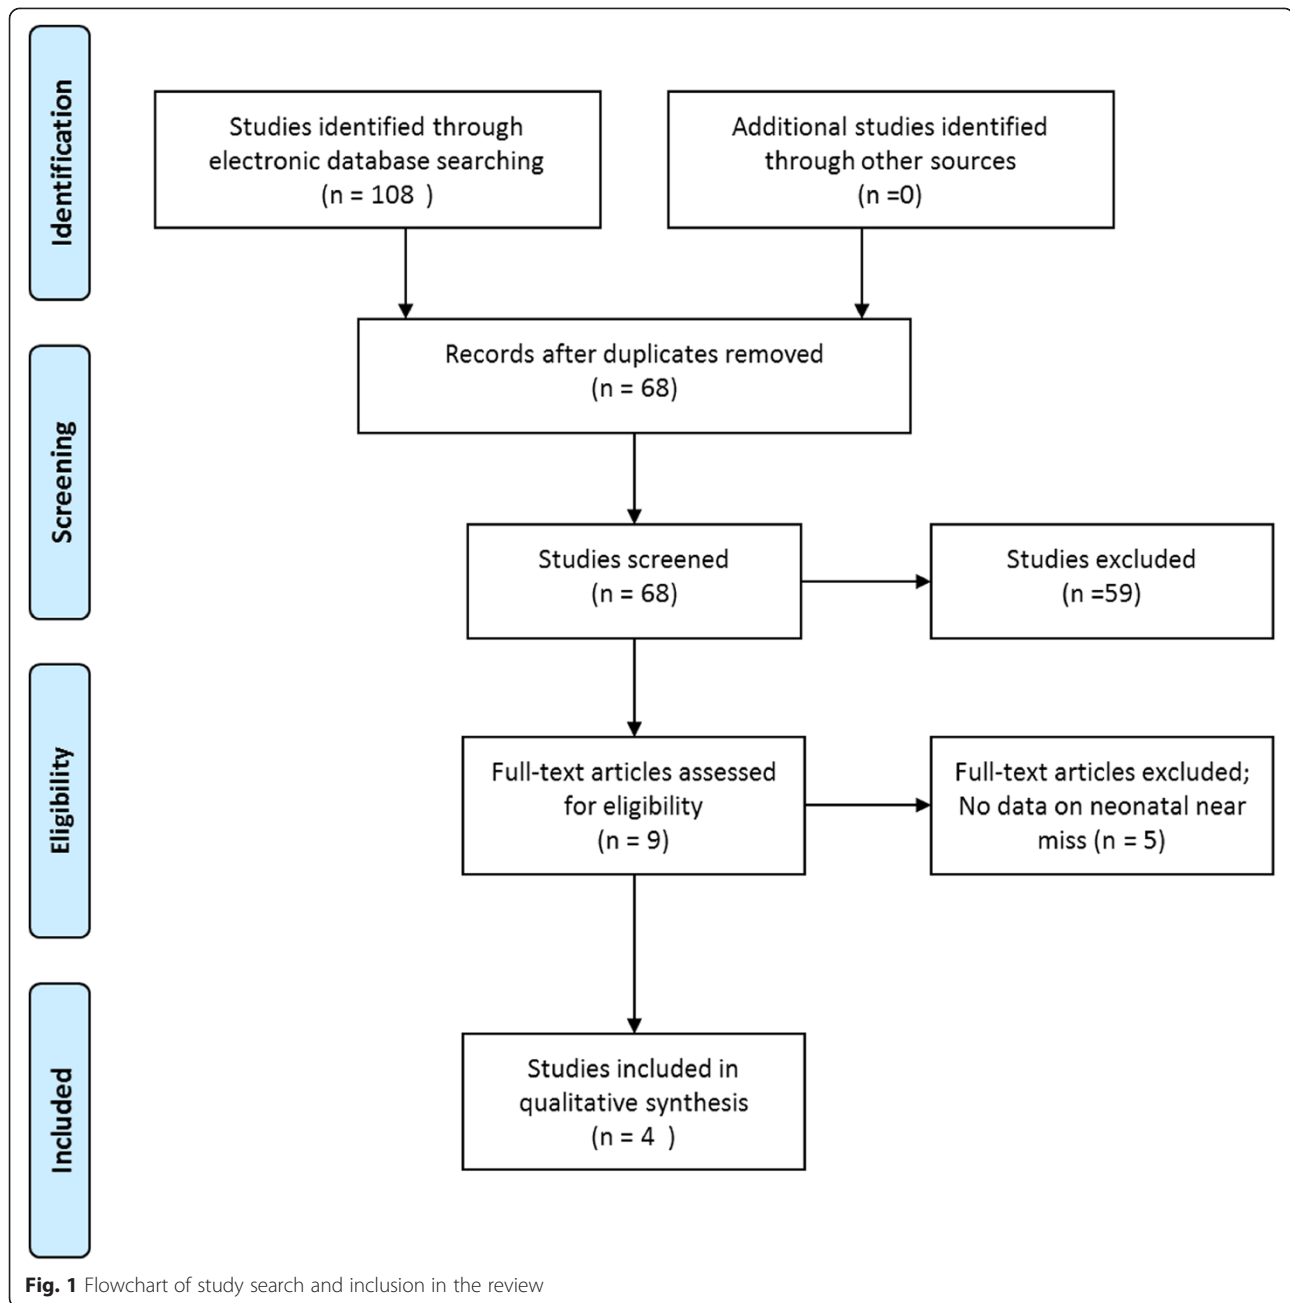 Identification
Studies identified through
electronic database searching
(n = 108 )
Additional studies identified
through other sources
(n =0)
Records after duplicates removed
(n = 68)
Screening
Studies screened
(n = 68)
Studies excluded
(n =59)
Eligibility
Full-text articles assessed
for eligibility
(n = 9)
Full-text articles excluded;
No data on neonatal near
miss (n = 5)
Included
Studies included in
qualitative synthesis
(n = 4 )
Fig. 1 Flowchart of study search and inclusion in the review